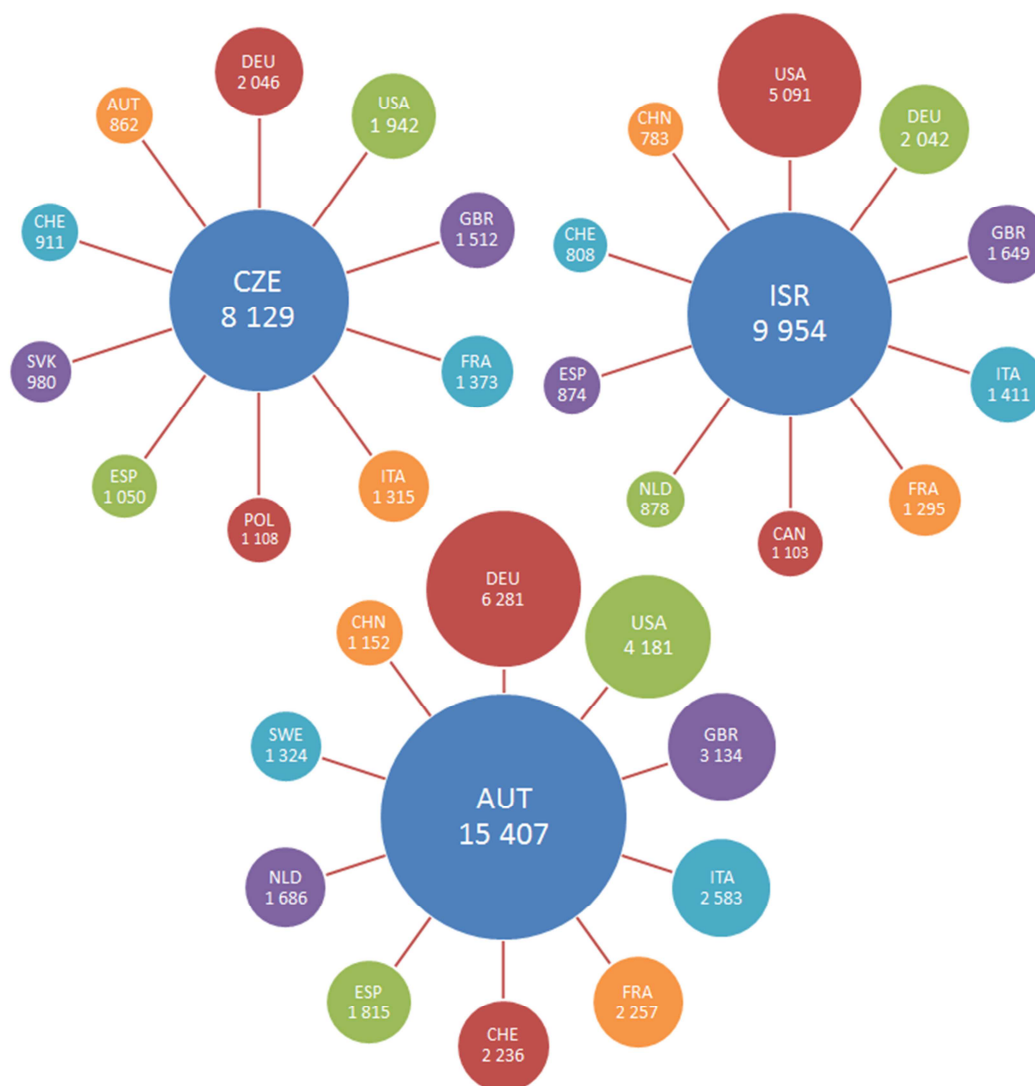 CZE
8 129
DEU
2 046
USA
1 942
GBR
1 512
FRA
1 373
ITA
1 315
POL
1 108
ESP
1 050
SVK
980
CHE
911
AUT
862
ISR
9 954
USA
5 091
DEU
2 042
GBR
1 649
ITA
1 411
FRA
1 295
CAN
1 103
NLD
878
ESP
874
CHE
808
CHN
783
AUT
15 407
DEU
6 281
USA
4 181
GBR
3 134
ITA
2 583
FRA
2 257
CHE
2 236
ESP
1 815
NLD
1 686
SWE
1 324
CHN
1 152